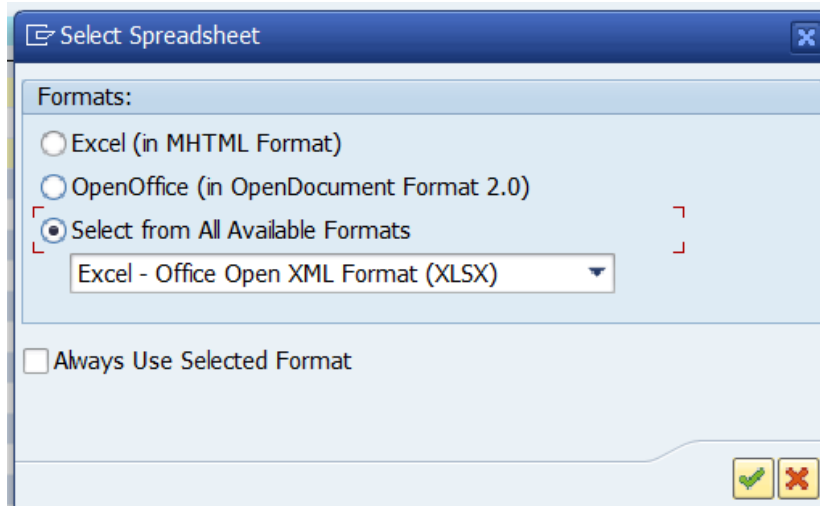 Select Spreadsheet
Formats:
Excel (in MHTML Format)
OpenOffice (in OpenDocument Format 2.0)
Select from All Available Formats
Excel - Office Open XML Format (XLSX)
Always Use Selected Format